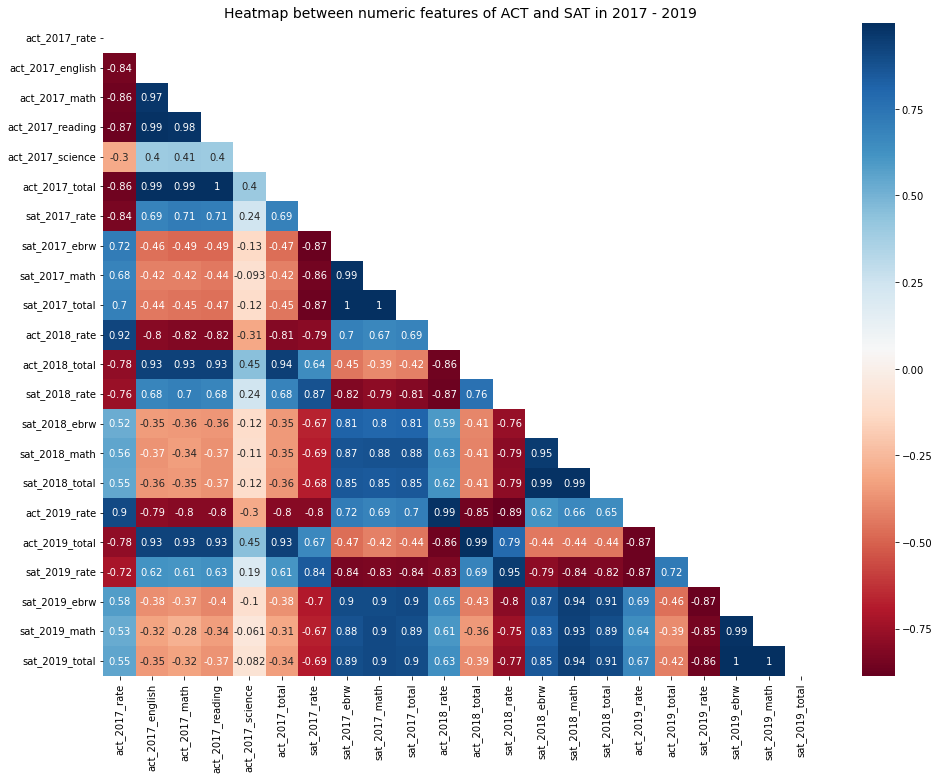 Heatmap between numeric features of ACT and SAT in 2017 - 2019
act_2017_rate
act_2017_english -0.84
act_2017_math -0.86 0.97
act_2017_reading -0.87 0.99 0.98
act_2017_science -0.3 0.4 0.41 0.4
act_2017_total -0.86 0.99 0.99 1 0.4
sat_2017_rate -0.84 0.69 0.71 0.71 0.24 0.69
sat_2017_ebrw 0.72 -0.46 -0.49 -0.49 -0.13 -0.47 -0.87
sat_2017_math 0.68 -0.42 -0.42 -0.44 -0.093 -0.42 -0.86 0.99
sat_2017_total 0.7 -0.44 -0.45 -0.47 -0.12 -0.45 -0.87 1 1
act_2018_rate 0.92 -0.8 -0.82 -0.82 -0.31 -0.81 -0.79 0.7 0.67 0.69
act_2018_total -0.78 0.93 0.93 0.93 0.45 0.94 0.64 -0.45 -0.39 -0.42 -0.86
sat_2018_rate -0.76 0.68 0.7 0.68 0.24 0.68 0.87 -0.82 -0.79 -0.81 -0.87 0.76
sat_2018_ebrw 0.52 -0.35 -0.36 -0.36 -0.12 -0.35 -0.67 0.81 0.8 0.81 0.59 -0.41 -0.76
sat_2018_math 0.56 -0.37 -0.34 -0.37 -0.11 -0.35 -0.69 0.87 0.88 0.88 0.63 -0.41 -0.79 0.95
sat_2018_total 0.55 -0.36 -0.35 -0.37 -0.12 -0.36 -0.68 0.85 0.85 0.85 0.62 -0.41 -0.79 0.99 0.99
act_2019_rate 0.9 -0.79 -0.8 -0.8 -0.3 -0.8 -0.8 0.72 0.69 0.7 0.99 -0.85 -0.89 0.62 0.66 0.65
act_2019_total -0.78 0.93 0.93 0.93 0.45 0.93 0.67 -0.47 -0.42 -0.44 -0.86 0.99 0.79 -0.44 -0.44 -0.44 -0.87
sat_2019_rate -0.72 0.62 0.61 0.63 0.19 0.61 0.84 -0.84 -0.83 -0.84 -0.83 0.69 0.95 -0.79 -0.84 -0.82 -0.87 0.72
sat_2019_ebrw 0.58 -0.38 -0.37 -0.4 -0.1 -0.38 -0.7 0.9 0.9 0.9 0.65 -0.43 -0.8 0.87 0.94 0.91 0.69 -0.46 -0.87
sat_2019_math 0.53 -0.32 -0.28 -0.34 -0.061 -0.31 -0.67 0.88 0.9 0.89 0.61 -0.36 -0.75 0.83 0.93 0.89 0.64 -0.39 -0.85 0.99
sat_2019_total 0.55 -0.35 -0.32 -0.37 -0.082 -0.34 -0.69 0.89 0.9 0.9 0.63 -0.39 -0.77 0.85 0.94 0.91 0.67 -0.42 -0.86 1 1
act_2017_rate
act_2017_english
act_2017_math
act_2017_reading
act_2017_science
act_2017_total
sat_2017_rate
sat_2017_ebrw
sat_2017_math
sat_2017_total
act_2018_rate
act_2018_total
sat_2018_rate
sat_2018_ebrw
sat_2018_math
sat_2018_total
act_2019_rate
act_2019_total
sat_2019_rate
sat_2019_ebrw
sat_2019_math
sat_2019_total
0.75
0.50
0.25
0.00
−0.25
−0.50
−0.75